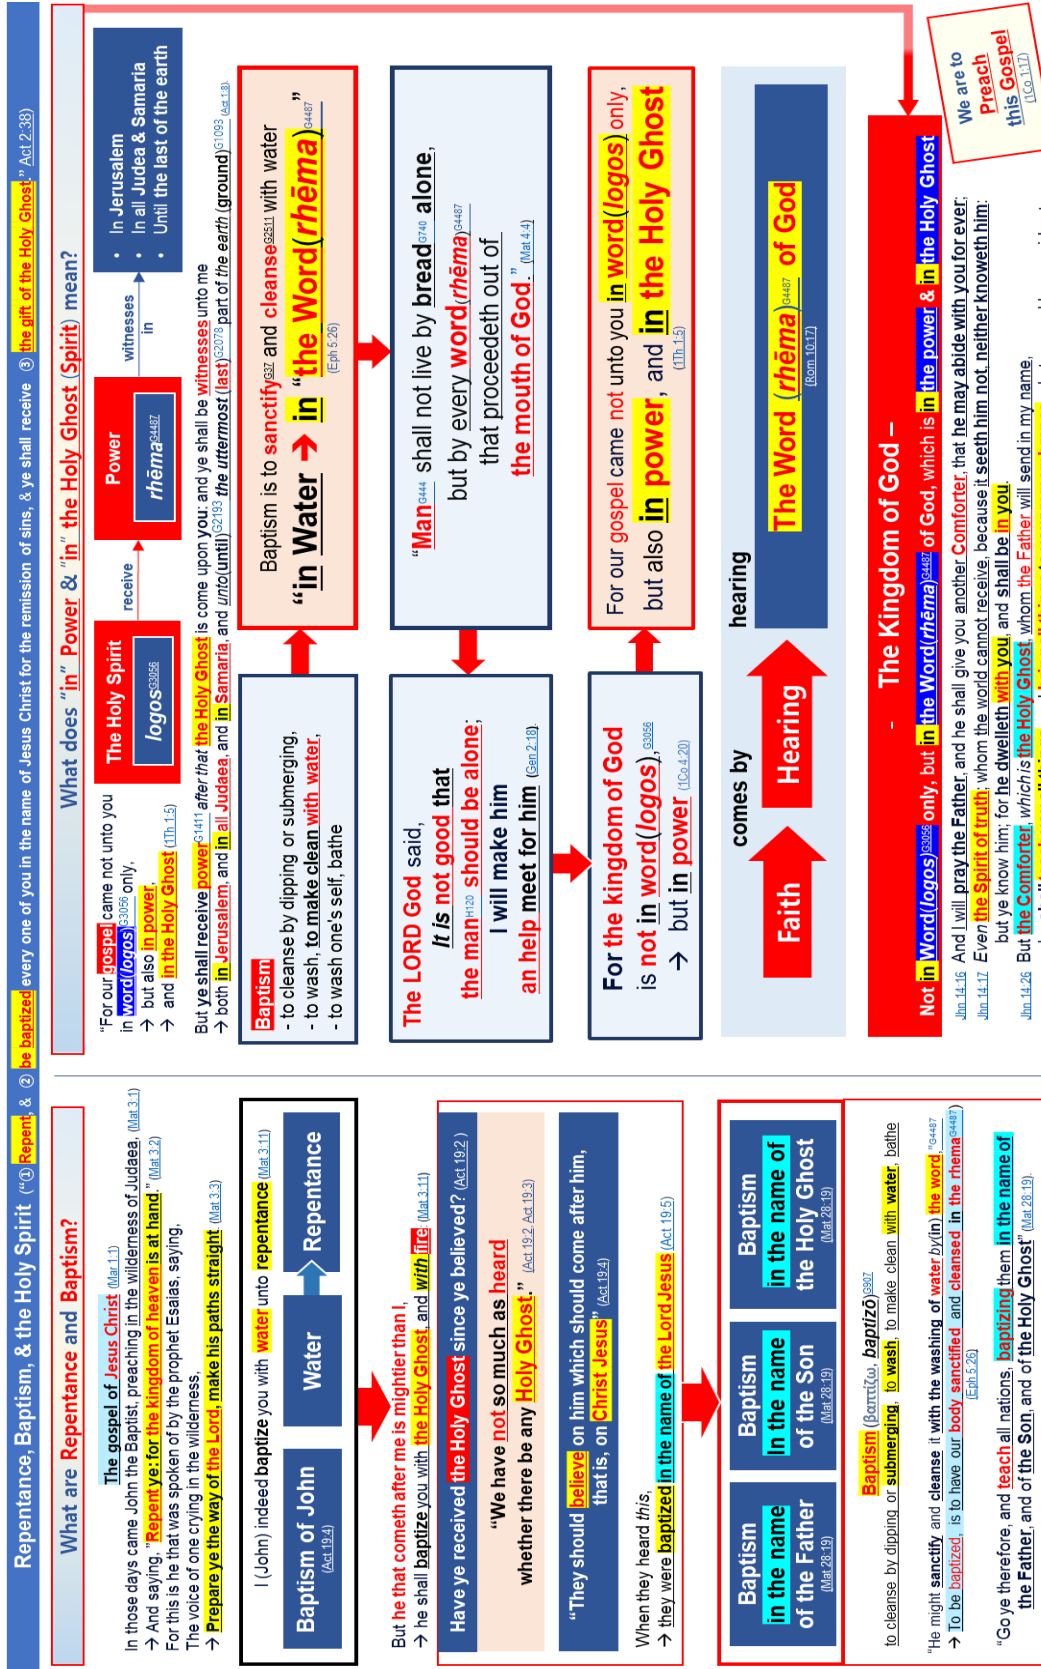 Repentance, Baptism, & the Holy Spirit ("① Repent, & ② be baptized every one of you in the name of Jesus Christ for the remission of sins, & ye shall receive ③ the gift of the Holy Ghost." Act 2:38)
What are Repentance and Baptism?
The gospel of Jesus Christ (Mar 1:1)
In those days came John the Baptist, preaching in the wilderness of Judaea, (Mat 3:1)
→ And saying, "Repent ye: for the kingdom of heaven is at hand." (Mat 3:2)
For this is he that was spoken of by the prophet Esaias, saying,
The voice of one crying in the wilderness,
→ Prepare ye the way of the Lord, make his paths straight. (Mat 3:3)
I (John) indeed baptize you with water unto repentance (Mat 3:11)
Baptism of John
(Act 19:4)
Water
Repentance
But he that cometh after me is mightier than I,
→ he shall baptize you with the Holy Ghost, and with fire: (Mat 3:11)
Have ye received the Holy Ghost since ye believed? (Act 19:2)
"We have not so much as heard
whether there be any Holy Ghost." (Act 19:2, Act 19:3)
"They should believe on him which should come after him,
that is, on Christ Jesus" (Act 19:4)
When they heard this,
→ they were baptized in the name of the Lord Jesus (Act 19:5)
Baptism
in the name
of the Father
(Mat 28:19)
Baptism
In the name
of the Son
(Mat 28:19)
Baptism
in the name of
the Holy Ghost
(Mat 28:19)
Baptism (βαπτίζω, baptizō)G907
to cleanse by dipping or submerging, to wash, to make clean with water, bathe
"He might sanctify and cleanse it with the washing of water by(in) the word,"G4487
→ To be baptized, is to have our body sanctified and cleansed in the rhemaG4487)
(Eph 5:26)
"Go ye therefore, and teach all nations, baptizing them in the name of
the Father, and of the Son, and of the Holy Ghost" (Mat 28:19).
What does "in" Power & "in" the Holy Ghost (Spirit) mean?
"For our gospel came not unto you
in word(logos)G3056 only,
→ but also in power,
→ and in the Holy Ghost (1Th 1:5)
The Holy Spirit
logosG3056
receive
Power
rhēmaG4487
witnesses
in
• In Jerusalem
• In all Judea & Samaria
• Until the last of the earth
But ye shall receive powerG1411 after that the Holy Ghost is come upon you: and ye shall be witnesses unto me
→ both in Jerusalem, and in all Judaea, and in Samaria, and unto(until)G2193 the uttermost (last)G2078 part of the earth (ground)G1093 (Act 1:8).
Baptism
- to cleanse by dipping or submerging,
- to wash, to make clean with water,
- to wash one's self, bathe
Baptism is to sanctifyG37 and cleanseG2511 with water
"in Water → in "the Word(rhēma)G4487"
(Eph 5:26)
"ManG444 shall not live by breadG740 alone,
but by every word(rhēma)G4487
that proceedeth out of
the mouth of God." (Mat 4:4)
The LORD God said,
It is not good that
the manH120 should be alone;
I will make him
an help meet for him (Gen 2:18).
For the kingdom of God
is not in word(logos),G3056
→ but in power (1Co 4:20)
For our gospel came not unto you in word(logos) only,
but also in power, and in the Holy Ghost
(1Th 1:5)
Faith
comes by
Hearing
hearing
The Word (rhēma)G4487 of God
(Rom 10:17)
- The Kingdom of God –
Not in Word(logos)G3056 only, but in the Word(rhēma)G4487 of God, which is in the power & in the Holy Ghost
We are to
Preach
this Gospel
(1Co 1:17)
Jhn 14:16 And I will pray the Father, and he shall give you another Comforter, that he may abide with you for ever;
Jhn 14:17 Even the Spirit of truth; whom the world cannot receive, because it seeth him not, neither knoweth him:
but ye know him; for he dwelleth with you, and shall be in you.
Jhn 14:26 But the Comforter, which is the Holy Ghost, whom the Father will send in my name,